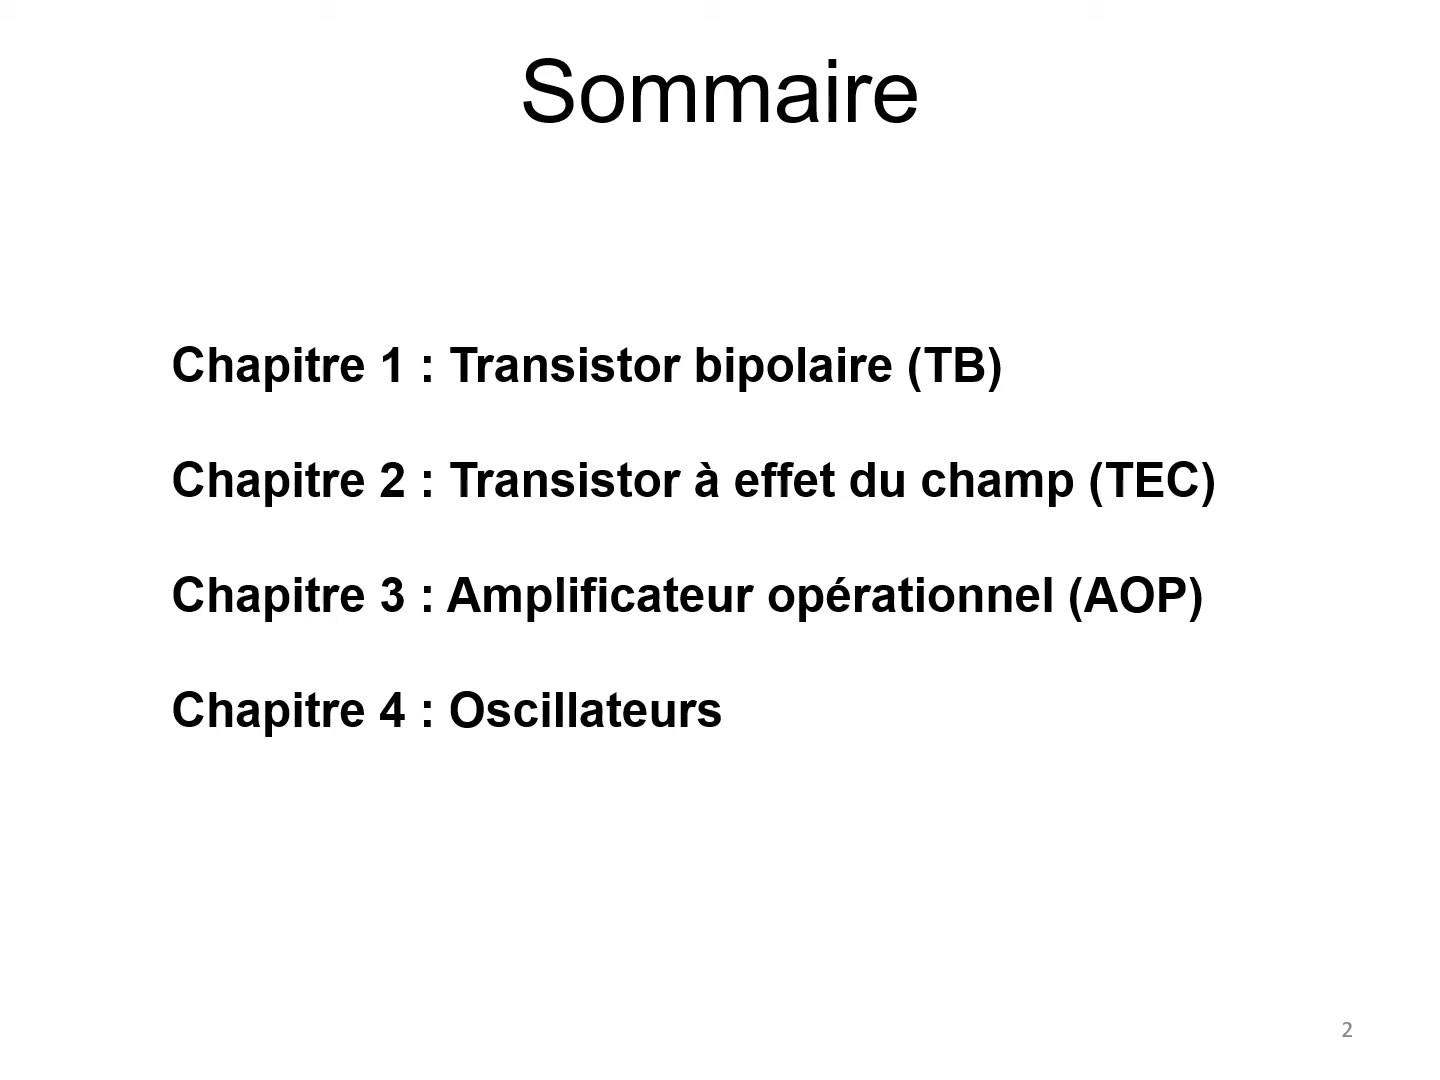 Sommaire
Chapitre 1 : Transistor bipolaire (TB)
Chapitre 2 : Transistor à effet du champ (TEC)
Chapitre 3 : Amplificateur opérationnel (AOP)
Chapitre 4 : Oscillateurs
2